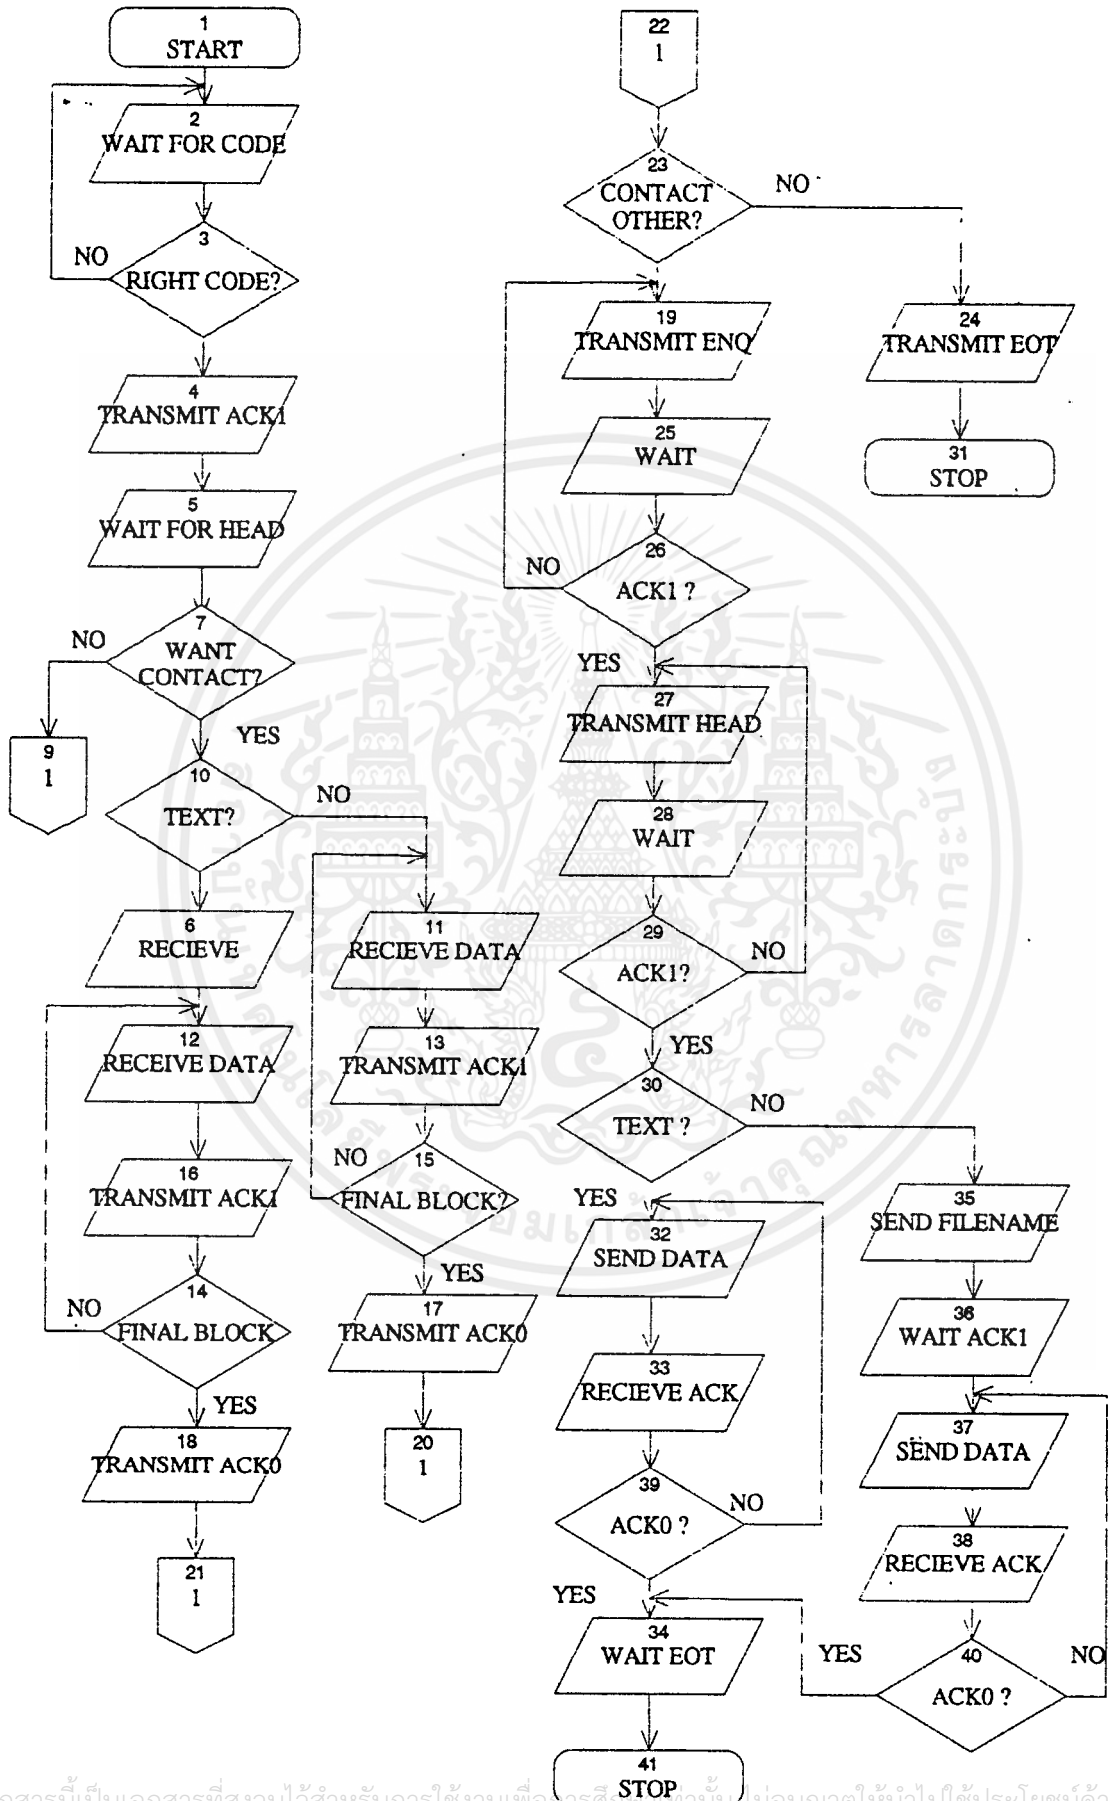 1
START
2
WAIT FOR CODE
3
NO
RIGHT CODE?
4
TRANSMIT ACK1
5
WAIT FOR HEAD
7
NO
WANT
CONTACT?
YES
9
1
10
NO
TEXT?
6
RECIEVE
11
RECIEVE DATA
12
RECEIVE DATA
13
TRANSMIT ACK1
16
TRANSMIT ACK1
15
NO
FINAL BLOCK?
14
NO
FINAL BLOCK
YES
17
TRANSMIT ACK0
YES
18
TRANSMIT ACK0
20
1
21
1
22
1
23
NO
CONTACT
OTHER?
19
TRANSMIT ENQ
24
TRANSMIT EOT
25
WAIT
31
STOP
26
NO
ACK1 ?
YES
27
TRANSMIT HEAD
28
WAIT
29
NO
ACK1?
YES
30
NO
TEXT ?
YES
32
SEND DATA
35
SEND FILENAME
36
WAIT ACK1
33
RECIEVE ACK
37
SEND DATA
39
NO
ACK0 ?
38
RECIEVE ACK
YES
34
WAIT EOT
YES
40
NO
ACK0 ?
41
STOP